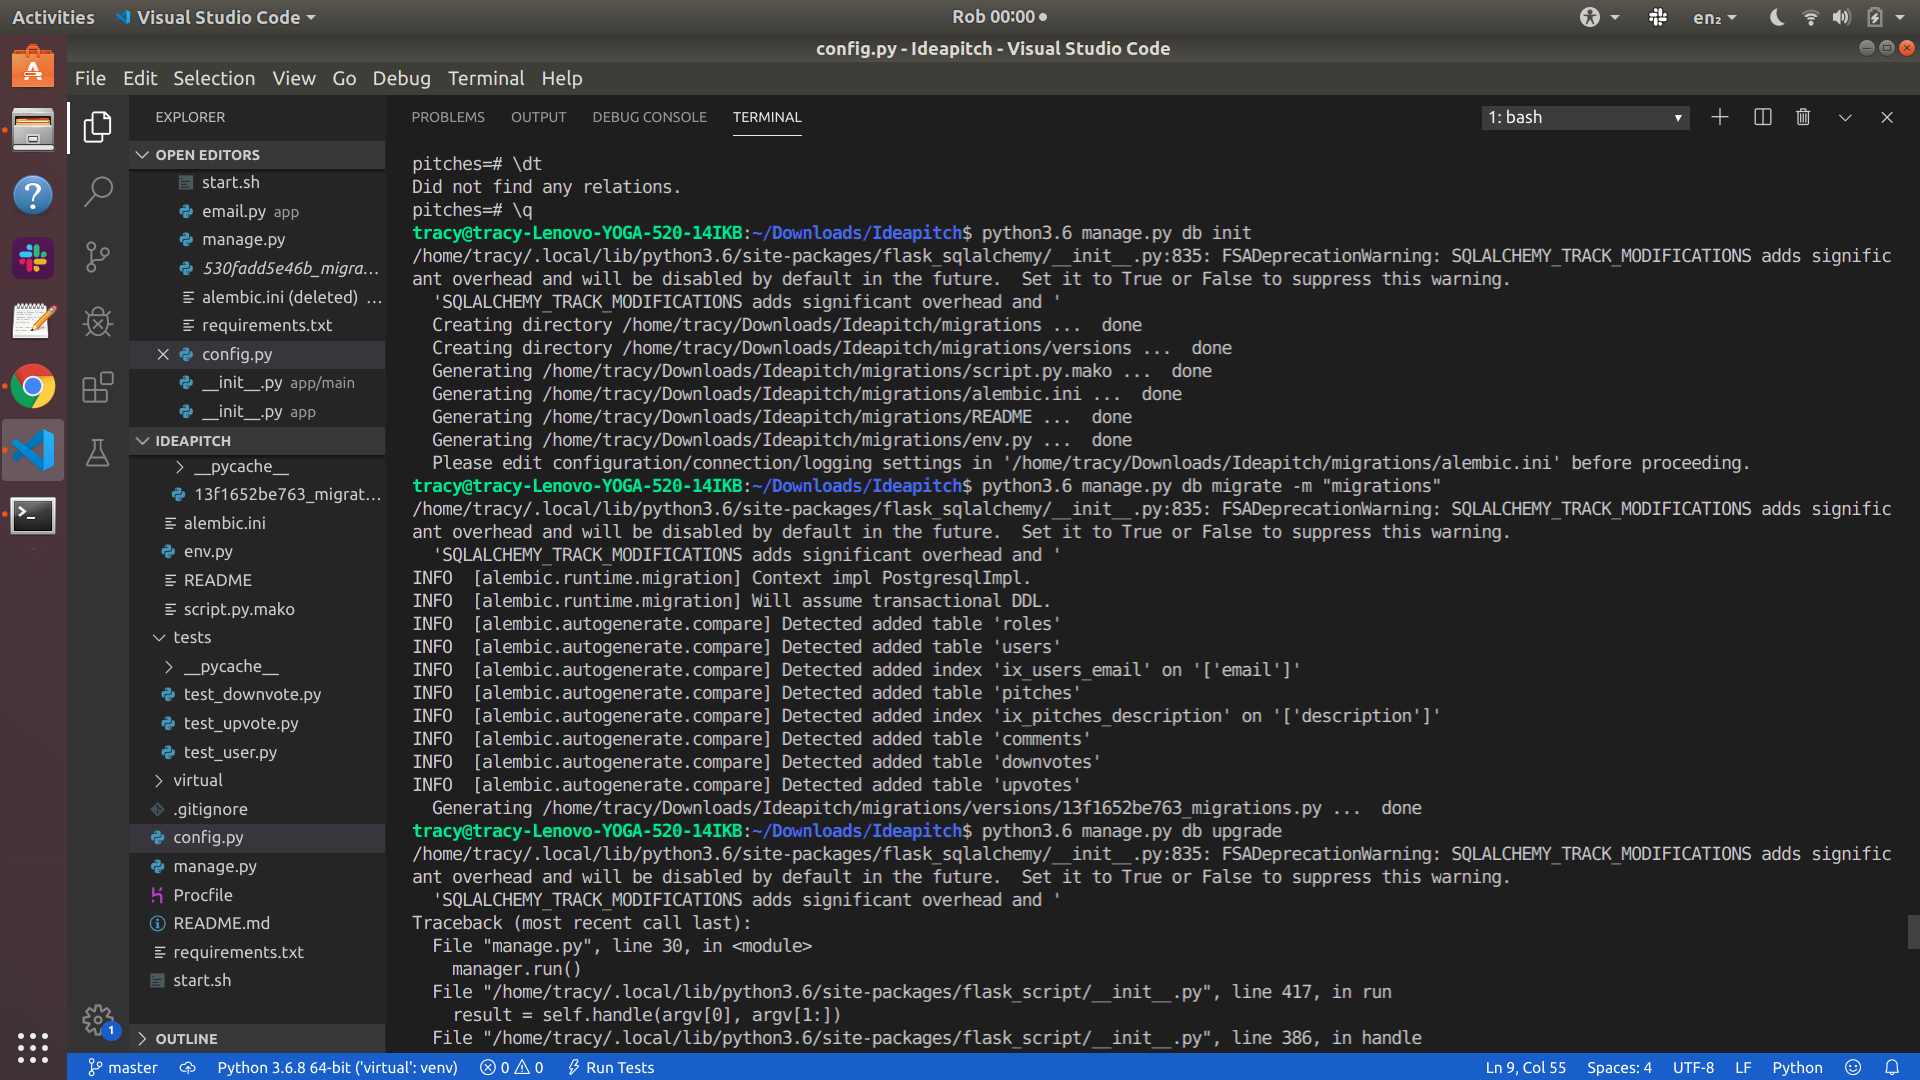 Activities
Visual Studio Code
Rob 00:00
en₂
config.py - Ideapitch - Visual Studio Code
File Edit Selection View Go Debug Terminal Help
EXPLORER
OPEN EDITORS
start.sh
email.py app
manage.py
530fadd5e46b_migra...
alembic.ini (deleted) ...
requirements.txt
config.py
__init__.py app/main
__init__.py app
IDEAPITCH
__pycache__
13f1652be763_migrat...
alembic.ini
env.py
README
script.py.mako
tests
__pycache__
test_downvote.py
test_upvote.py
test_user.py
virtual
.gitignore
config.py
manage.py
Procfile
README.md
requirements.txt
start.sh
OUTLINE
PROBLEMS OUTPUT DEBUG CONSOLE TERMINAL
1: bash
pitches=# \dt
Did not find any relations.
pitches=# \q
tracy@tracy-Lenovo-YOGA-520-14IKB:~/Downloads/Ideapitch$ python3.6 manage.py db init
/home/tracy/.local/lib/python3.6/site-packages/flask_sqlalchemy/__init__.py:835: FSADeprecationWarning: SQLALCHEMY_TRACK_MODIFICATIONS adds signific
ant overhead and will be disabled by default in the future.  Set it to True or False to suppress this warning.
  'SQLALCHEMY_TRACK_MODIFICATIONS adds significant overhead and '
  Creating directory /home/tracy/Downloads/Ideapitch/migrations ...  done
  Creating directory /home/tracy/Downloads/Ideapitch/migrations/versions ...  done
  Generating /home/tracy/Downloads/Ideapitch/migrations/script.py.mako ...  done
  Generating /home/tracy/Downloads/Ideapitch/migrations/alembic.ini ...  done
  Generating /home/tracy/Downloads/Ideapitch/migrations/README ...  done
  Generating /home/tracy/Downloads/Ideapitch/migrations/env.py ...  done
  Please edit configuration/connection/logging settings in '/home/tracy/Downloads/Ideapitch/migrations/alembic.ini' before proceeding.
tracy@tracy-Lenovo-YOGA-520-14IKB:~/Downloads/Ideapitch$ python3.6 manage.py db migrate -m "migrations"
/home/tracy/.local/lib/python3.6/site-packages/flask_sqlalchemy/__init__.py:835: FSADeprecationWarning: SQLALCHEMY_TRACK_MODIFICATIONS adds signific
ant overhead and will be disabled by default in the future.  Set it to True or False to suppress this warning.
  'SQLALCHEMY_TRACK_MODIFICATIONS adds significant overhead and '
INFO  [alembic.runtime.migration] Context impl PostgresqlImpl.
INFO  [alembic.runtime.migration] Will assume transactional DDL.
INFO  [alembic.autogenerate.compare] Detected added table 'roles'
INFO  [alembic.autogenerate.compare] Detected added table 'users'
INFO  [alembic.autogenerate.compare] Detected added index 'ix_users_email' on '['email']'
INFO  [alembic.autogenerate.compare] Detected added table 'pitches'
INFO  [alembic.autogenerate.compare] Detected added index 'ix_pitches_description' on '['description']'
INFO  [alembic.autogenerate.compare] Detected added table 'comments'
INFO  [alembic.autogenerate.compare] Detected added table 'downvotes'
INFO  [alembic.autogenerate.compare] Detected added table 'upvotes'
  Generating /home/tracy/Downloads/Ideapitch/migrations/versions/13f1652be763_migrations.py ...  done
tracy@tracy-Lenovo-YOGA-520-14IKB:~/Downloads/Ideapitch$ python3.6 manage.py db upgrade
/home/tracy/.local/lib/python3.6/site-packages/flask_sqlalchemy/__init__.py:835: FSADeprecationWarning: SQLALCHEMY_TRACK_MODIFICATIONS adds signific
ant overhead and will be disabled by default in the future.  Set it to True or False to suppress this warning.
  'SQLALCHEMY_TRACK_MODIFICATIONS adds significant overhead and '
Traceback (most recent call last):
  File "manage.py", line 30, in <module>
    manager.run()
  File "/home/tracy/.local/lib/python3.6/site-packages/flask_script/__init__.py", line 417, in run
    result = self.handle(argv[0], argv[1:])
  File "/home/tracy/.local/lib/python3.6/site-packages/flask_script/__init__.py", line 386, in handle
1
master
Python 3.6.8 64-bit ('virtual': venv)
0 0
Run Tests
Ln 9, Col 55
Spaces: 4
UTF-8
LF
Python